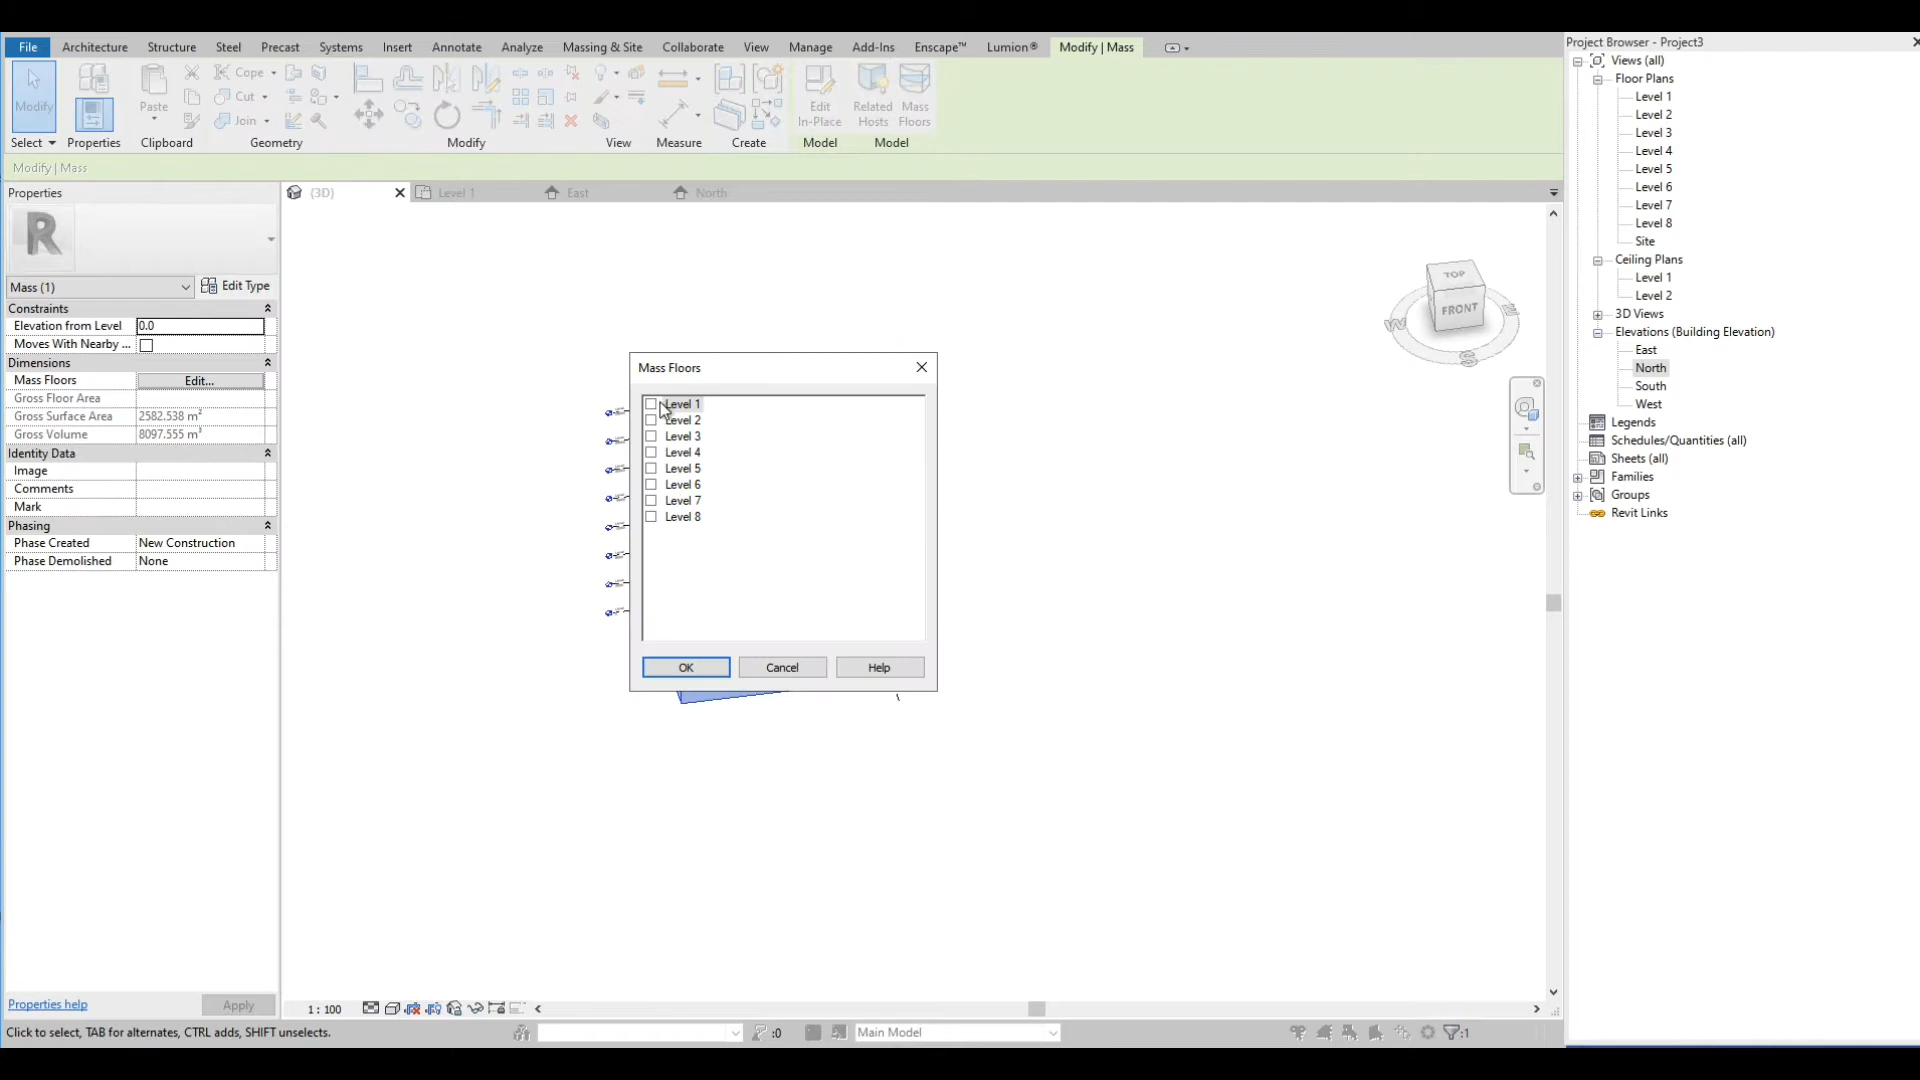 File Architecture Structure Steel Precast Systems Insert Annotate Analyze Massing & Site Collaborate View Manage Add-Ins Enscape™ Lumion® Modify | Mass
Modify
Paste
Cope
Cut
Join
Edit
In-Place
Related
Hosts
Mass
Floors
Select Properties Clipboard Geometry Modify View Measure Create Model Model
Modify | Mass
Properties
R
Mass (1)
Edit Type
Constraints
Elevation from Level 0.0
Moves With Nearby ...
Dimensions
Mass Floors Edit...
Gross Floor Area
Gross Surface Area 2582.538 m²
Gross Volume 8097.555 m³
Identity Data
Image
Comments
Mark
Phasing
Phase Created New Construction
Phase Demolished None
Properties help
Apply
{3D} Level 1 East North
TOP
FRONT
W
S
Mass Floors
Level 1
Level 2
Level 3
Level 4
Level 5
Level 6
Level 7
Level 8
OK Cancel Help
1 : 100
Click to select, TAB for alternates, CTRL adds, SHIFT unselects.
:0
Main Model
:1
Project Browser - Project3
Views (all)
Floor Plans
Level 1
Level 2
Level 3
Level 4
Level 5
Level 6
Level 7
Level 8
Site
Ceiling Plans
Level 1
Level 2
3D Views
Elevations (Building Elevation)
East
North
South
West
Legends
Schedules/Quantities (all)
Sheets (all)
Families
Groups
Revit Links